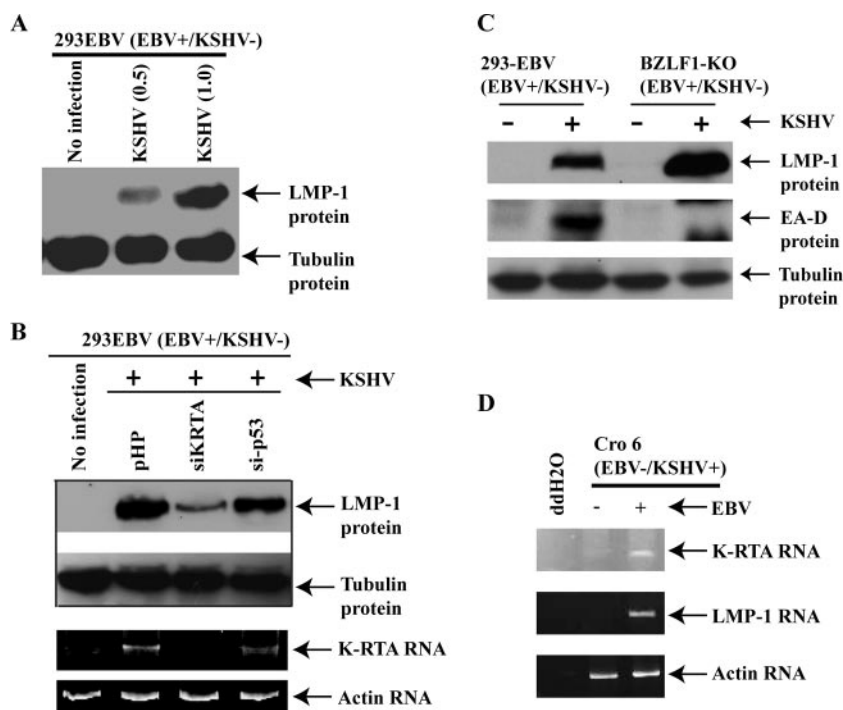 A
293EBV (EBV+/KSHV-)
No infection
KSHV (0.5)
KSHV (1.0)
LMP-1
protein
Tubulin
protein
B
293EBV (EBV+/KSHV-)
+ + + KSHV
No infection
pHP
siKRTA
si-p53
LMP-1
protein
Tubulin
protein
K-RTA RNA
Actin RNA
C
293-EBV
(EBV+/KSHV-)
BZLF1-KO
(EBV+/KSHV-)
- + - + KSHV
LMP-1
protein
EA-D
protein
Tubulin
protein
D
ddH2O
Cro 6
(EBV-/KSHV+)
- + EBV
K-RTA RNA
LMP-1 RNA
Actin RNA